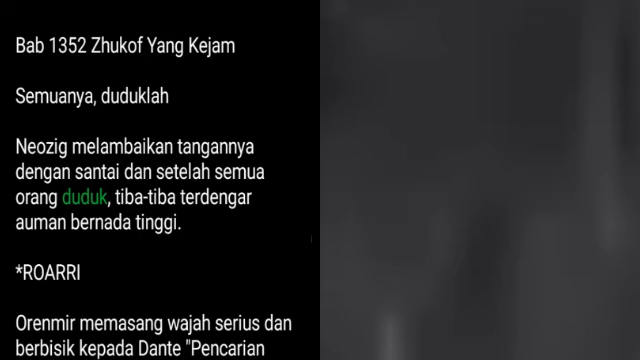 Bab 1352 Zhukof Yang Kejam
Semuanya, duduklah
Neozig melambaikan tangannya
dengan santai dan setelah semua
orang duduk, tiba-tiba terdengar
auman bernada tinggi.
*ROARRI
Orenmir memasang wajah serius dan
berbisik kepada Dante "Pencarian